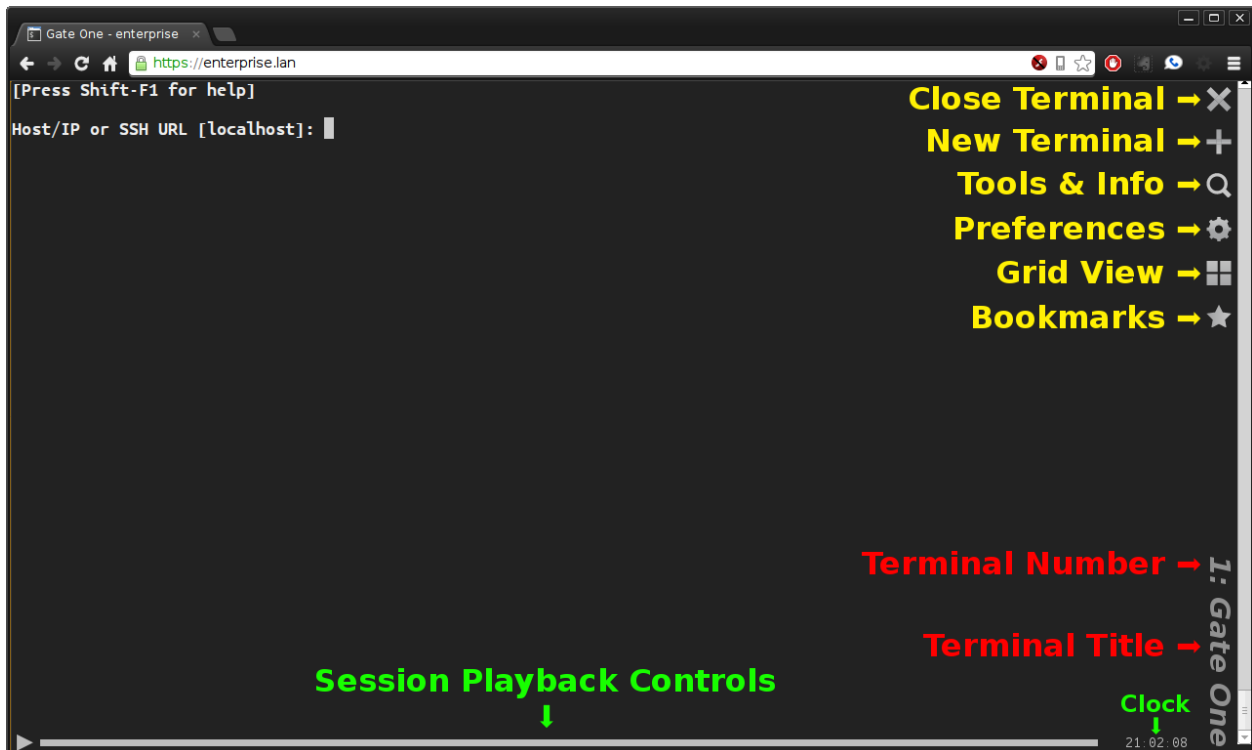 Gate One - enterprise
https://enterprise.lan
[Press Shift-F1 for help]
Host/IP or SSH URL [localhost]:
Close Terminal
New Terminal
Tools & Info
Preferences
Grid View
Bookmarks
Terminal Number
1: Gate One
Terminal Title
Session Playback Controls
Clock
21:02:08